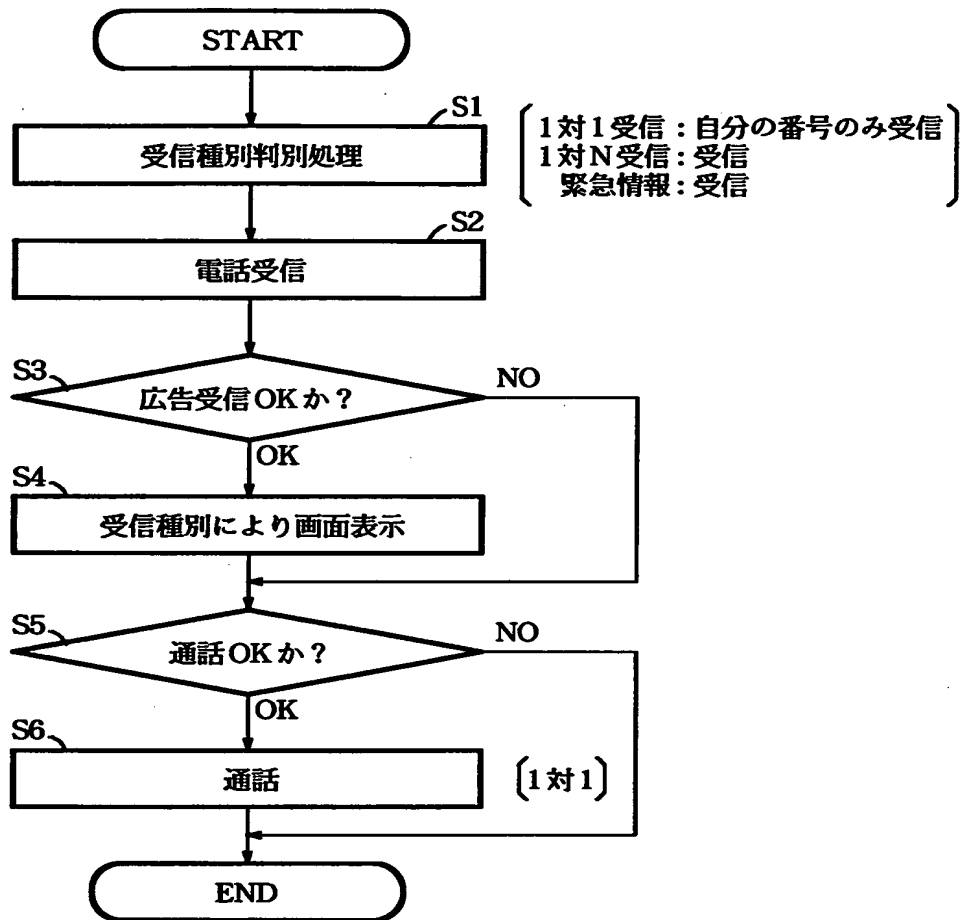 START
S1
受信種別判別処理
1対1受信：自分の番号のみ受信
1対N受信：受信
緊急情報：受信
S2
電話受信
S3
広告受信OKか？
NO
OK
S4
受信種別により画面表示
S5
通話OKか？
NO
OK
S6
通話
〔1対1〕
END